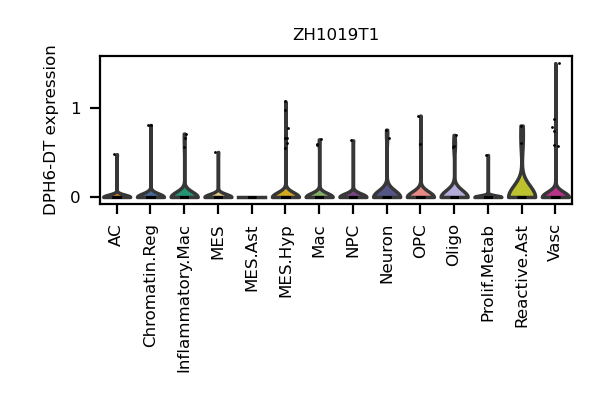 ZH1019T1
DPH6-DT expression
1
0
AC
Chromatin.Reg
Inflammatory.Mac
MES
MES.Ast
MES.Hyp
Mac
NPC
Neuron
OPC
Oligo
Prolif.Metab
Reactive.Ast
Vasc